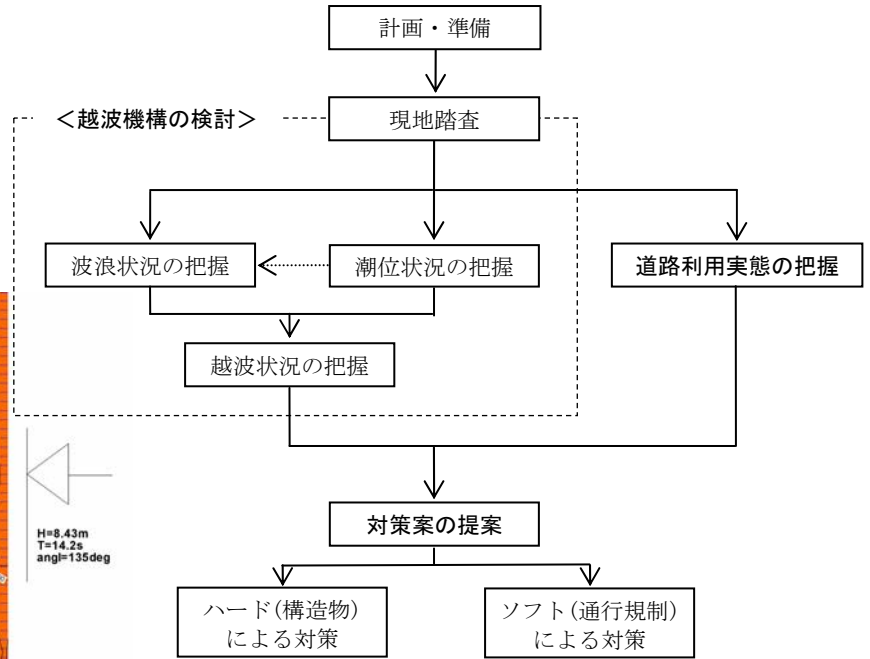 計画・準備
＜越波機構の検討＞
現地踏査
波浪状況の把握
潮位状況の把握
道路利用実態の把握
越波状況の把握
H=8.43m
T=14.2s
angl=135deg
対策案の提案
ハード(構造物)
による対策
ソフト(通行規制)
による対策